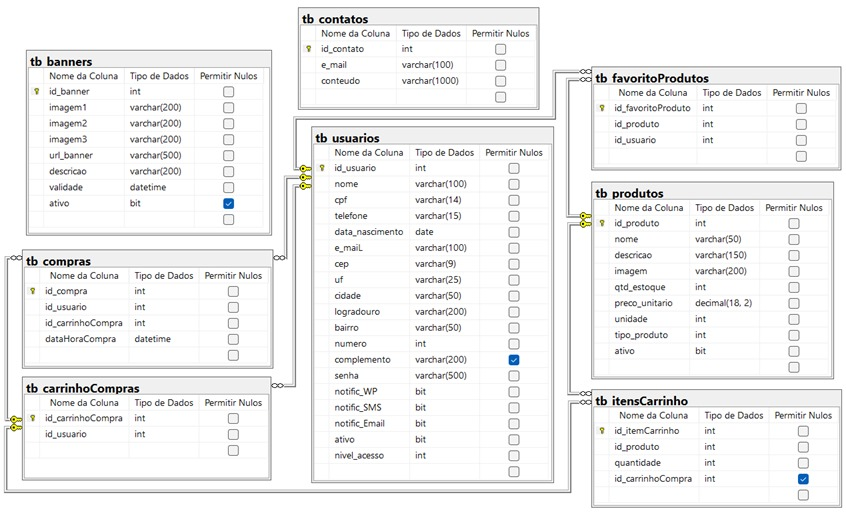 tb_contatos
Nome da Coluna Tipo de Dados Permitir Nulos
id_contato int
e_mail varchar(100)
conteudo varchar(1000)
tb_banners
Nome da Coluna Tipo de Dados Permitir Nulos
id_banner int
imagem1 varchar(200)
imagem2 varchar(200)
imagem3 varchar(200)
url_banner varchar(500)
descricao varchar(200)
validade datetime
ativo bit
tb_favoritoProdutos
Nome da Coluna Tipo de Dados Permitir Nulos
id_favoritoProduto int
id_produto int
id_usuario int
tb_usuarios
Nome da Coluna Tipo de Dados Permitir Nulos
id_usuario int
nome varchar(100)
cpf varchar(14)
telefone varchar(15)
data_nascimento date
e_maiL varchar(100)
cep varchar(9)
uf varchar(25)
cidade varchar(50)
logradouro varchar(200)
bairro varchar(50)
numero int
complemento varchar(200)
senha varchar(500)
notific_WP bit
notific_SMS bit
notific_Email bit
ativo bit
nivel_acesso int
tb_produtos
Nome da Coluna Tipo de Dados Permitir Nulos
id_produto int
nome varchar(50)
descricao varchar(150)
imagem varchar(200)
qtd_estoque int
preco_unitario decimal(18, 2)
unidade int
tipo_produto int
ativo bit
tb_compras
Nome da Coluna Tipo de Dados Permitir Nulos
id_compra int
id_usuario int
id_carrinhoCompra int
dataHoraCompra datetime
tb_carrinhoCompras
Nome da Coluna Tipo de Dados Permitir Nulos
id_carrinhoCompra int
id_usuario int
tb_itensCarrinho
Nome da Coluna Tipo de Dados Permitir Nulos
id_itemCarrinho int
id_produto int
quantidade int
id_carrinhoCompra int